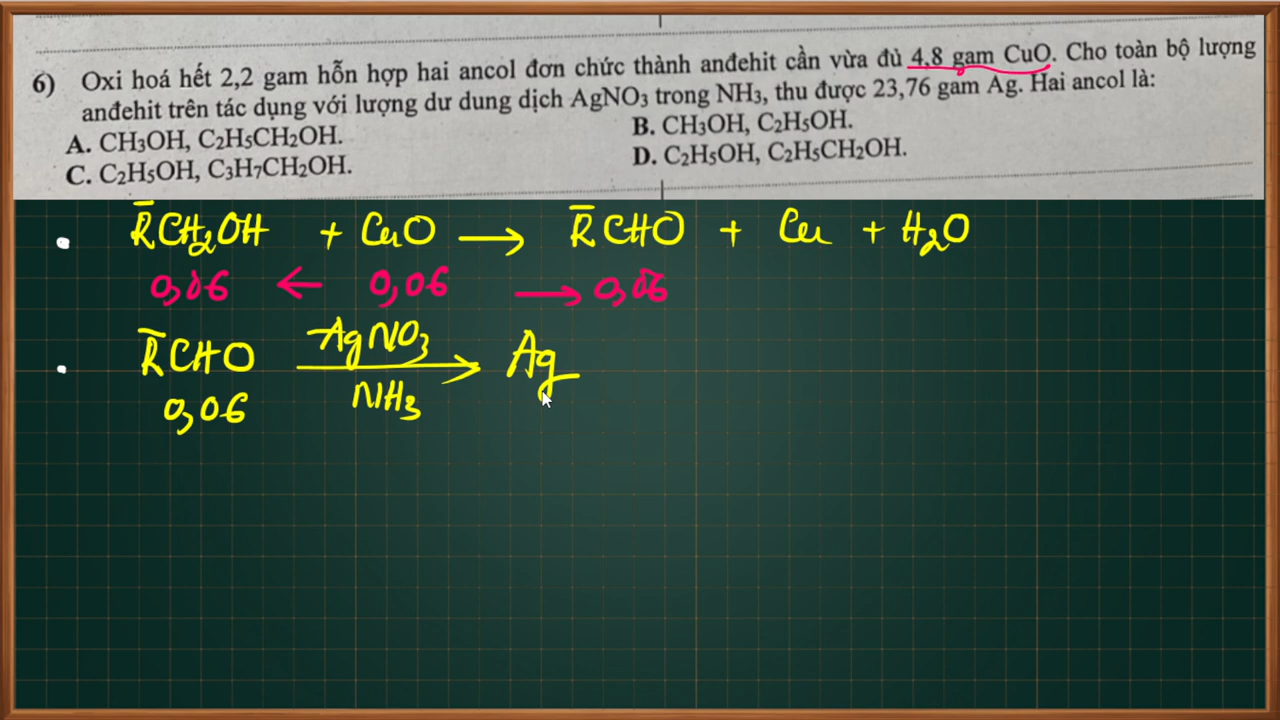 6) Oxi hoá hết 2,2 gam hỗn hợp hai ancol đơn chức thành anđehit cần vừa đủ 4,8 gam CuO. Cho toàn bộ lượng
anđehit trên tác dụng với lượng dư dung dịch AgNO3 trong NH3, thu được 23,76 gam Ag. Hai ancol là:
A. CH3OH, C2H5CH2OH.
B. CH3OH, C2H5OH.
C. C2H5OH, C3H7CH2OH.
D. C2H5OH, C2H5CH2OH.
R̄CH2OH + CuO → R̄CHO + Cu + H2O
0,06 ← 0,06 → 0,06
R̄CHO AgNO3 → Ag
NH3
0,06